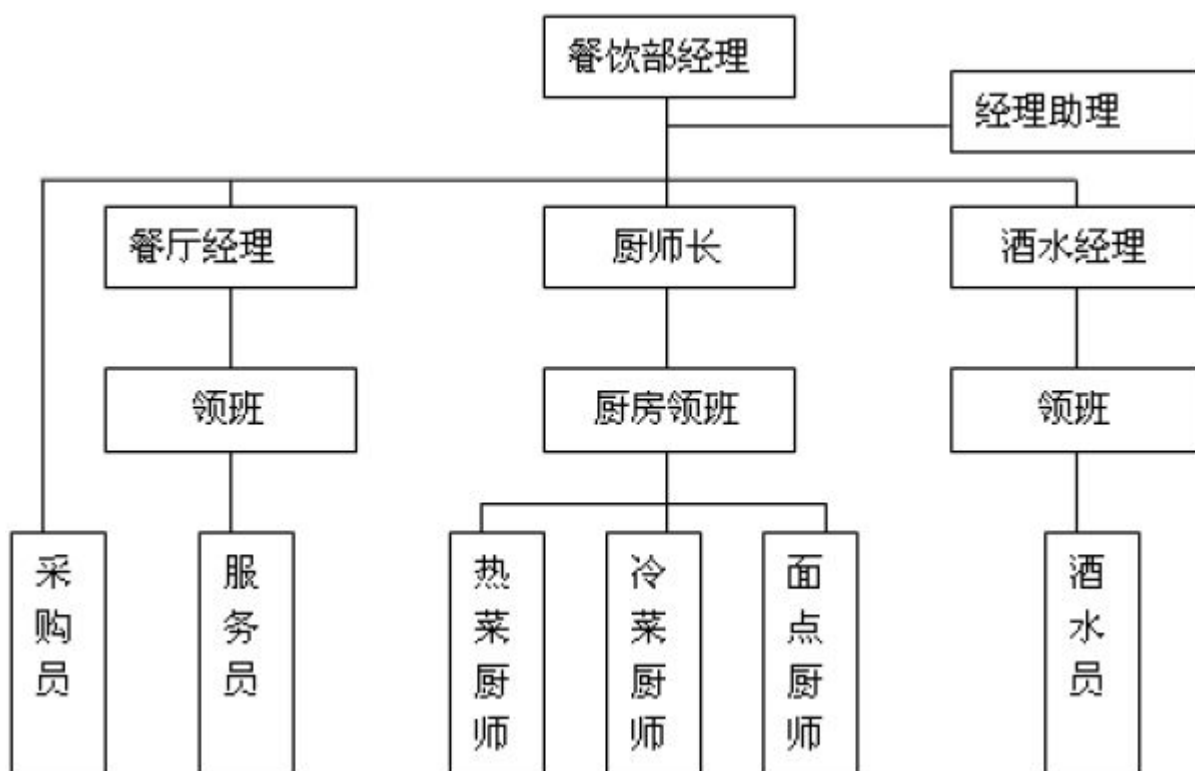 餐饮部经理
经理助理
餐厅经理
厨师长
酒水经理
领班
厨房领班
领班
采购员
服务员
热菜厨师
冷菜厨师
面点厨师
酒水员